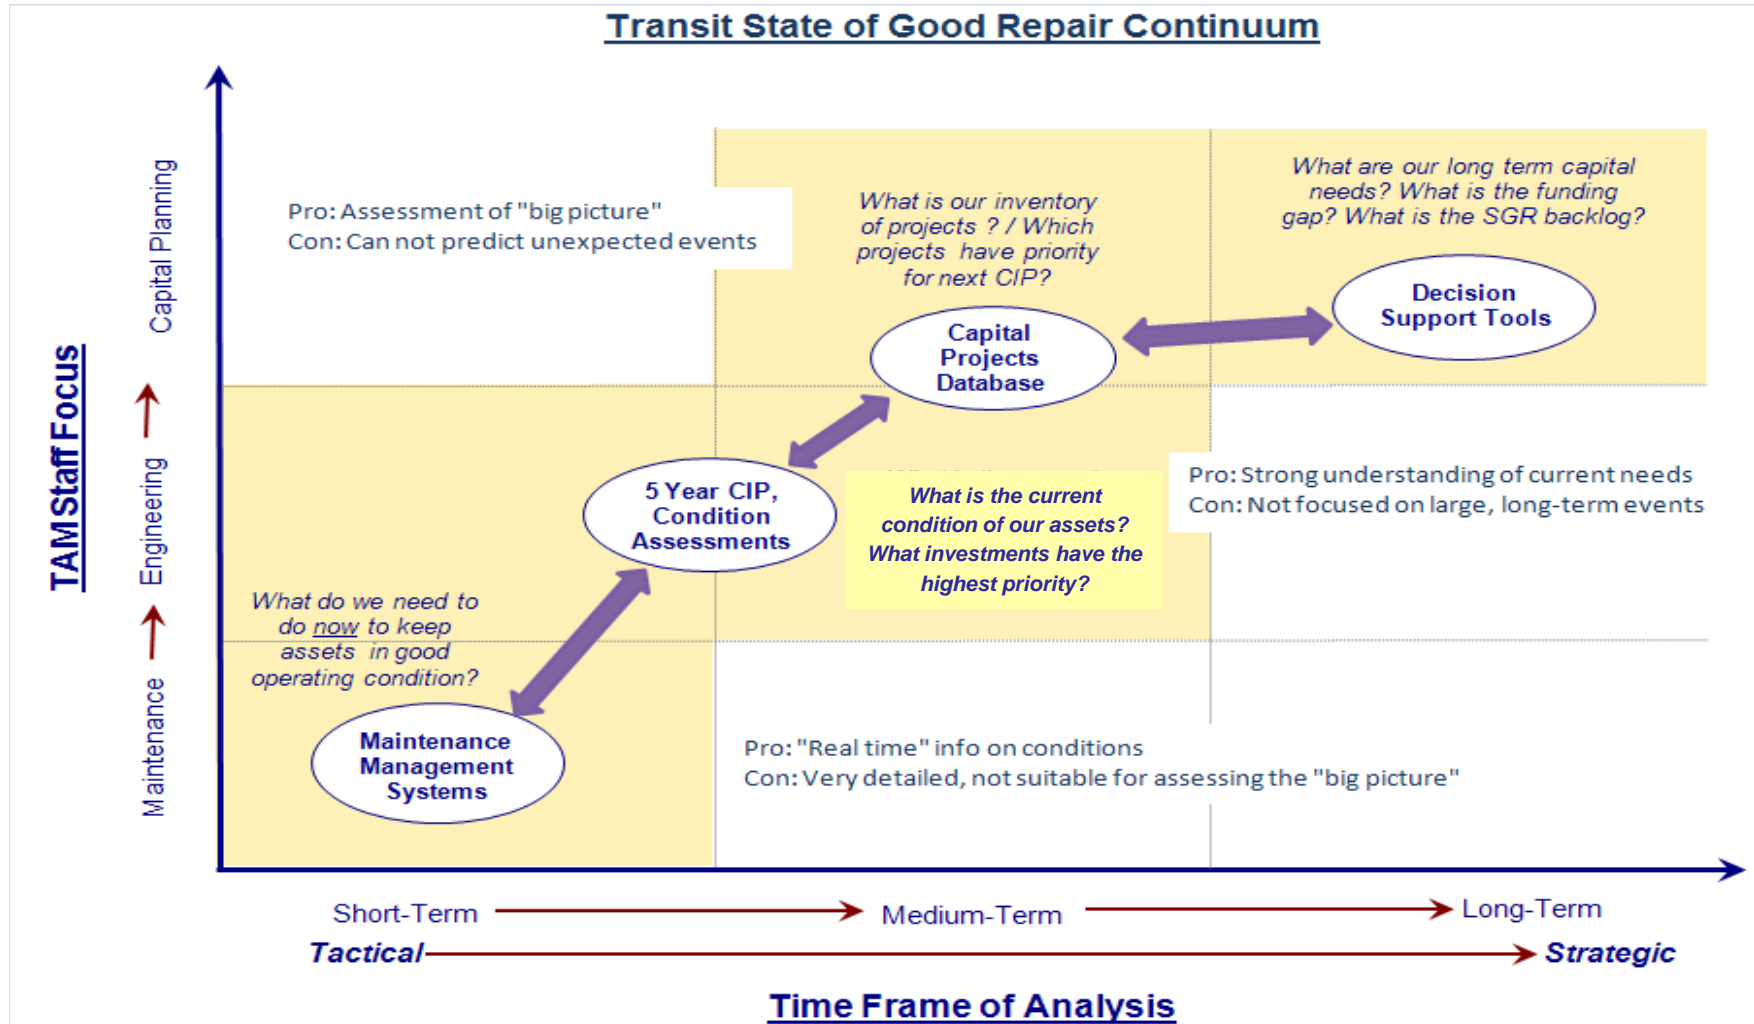 Transit State of Good Repair Continuum
TAMStaff Focus
Capital Planning
Engineering
Maintenance
Pro: Assessment of "big picture"
Con: Can not predict unexpected events
What is our inventory
of projects ? / Which
projects have priority
for next CIP?
What are our long term capital
needs? What is the funding
gap? What is the SGR backlog?
Capital
Projects
Database
Decision
Support Tools
5 Year CIP,
Condition
Assessments
What is the current
condition of our assets?
What investments have the
highest priority?
Pro: Strong understanding of current needs
Con: Not focused on large, long-term events
What do we need to
do now to keep
assets in good
operating condition?
Maintenance
Management
Systems
Pro: "Real time" info on conditions
Con: Very detailed, not suitable for assessing the "big picture"
Short-Term
Medium-Term
Long-Term
Tactical
Strategic
Time Frame of Analysis